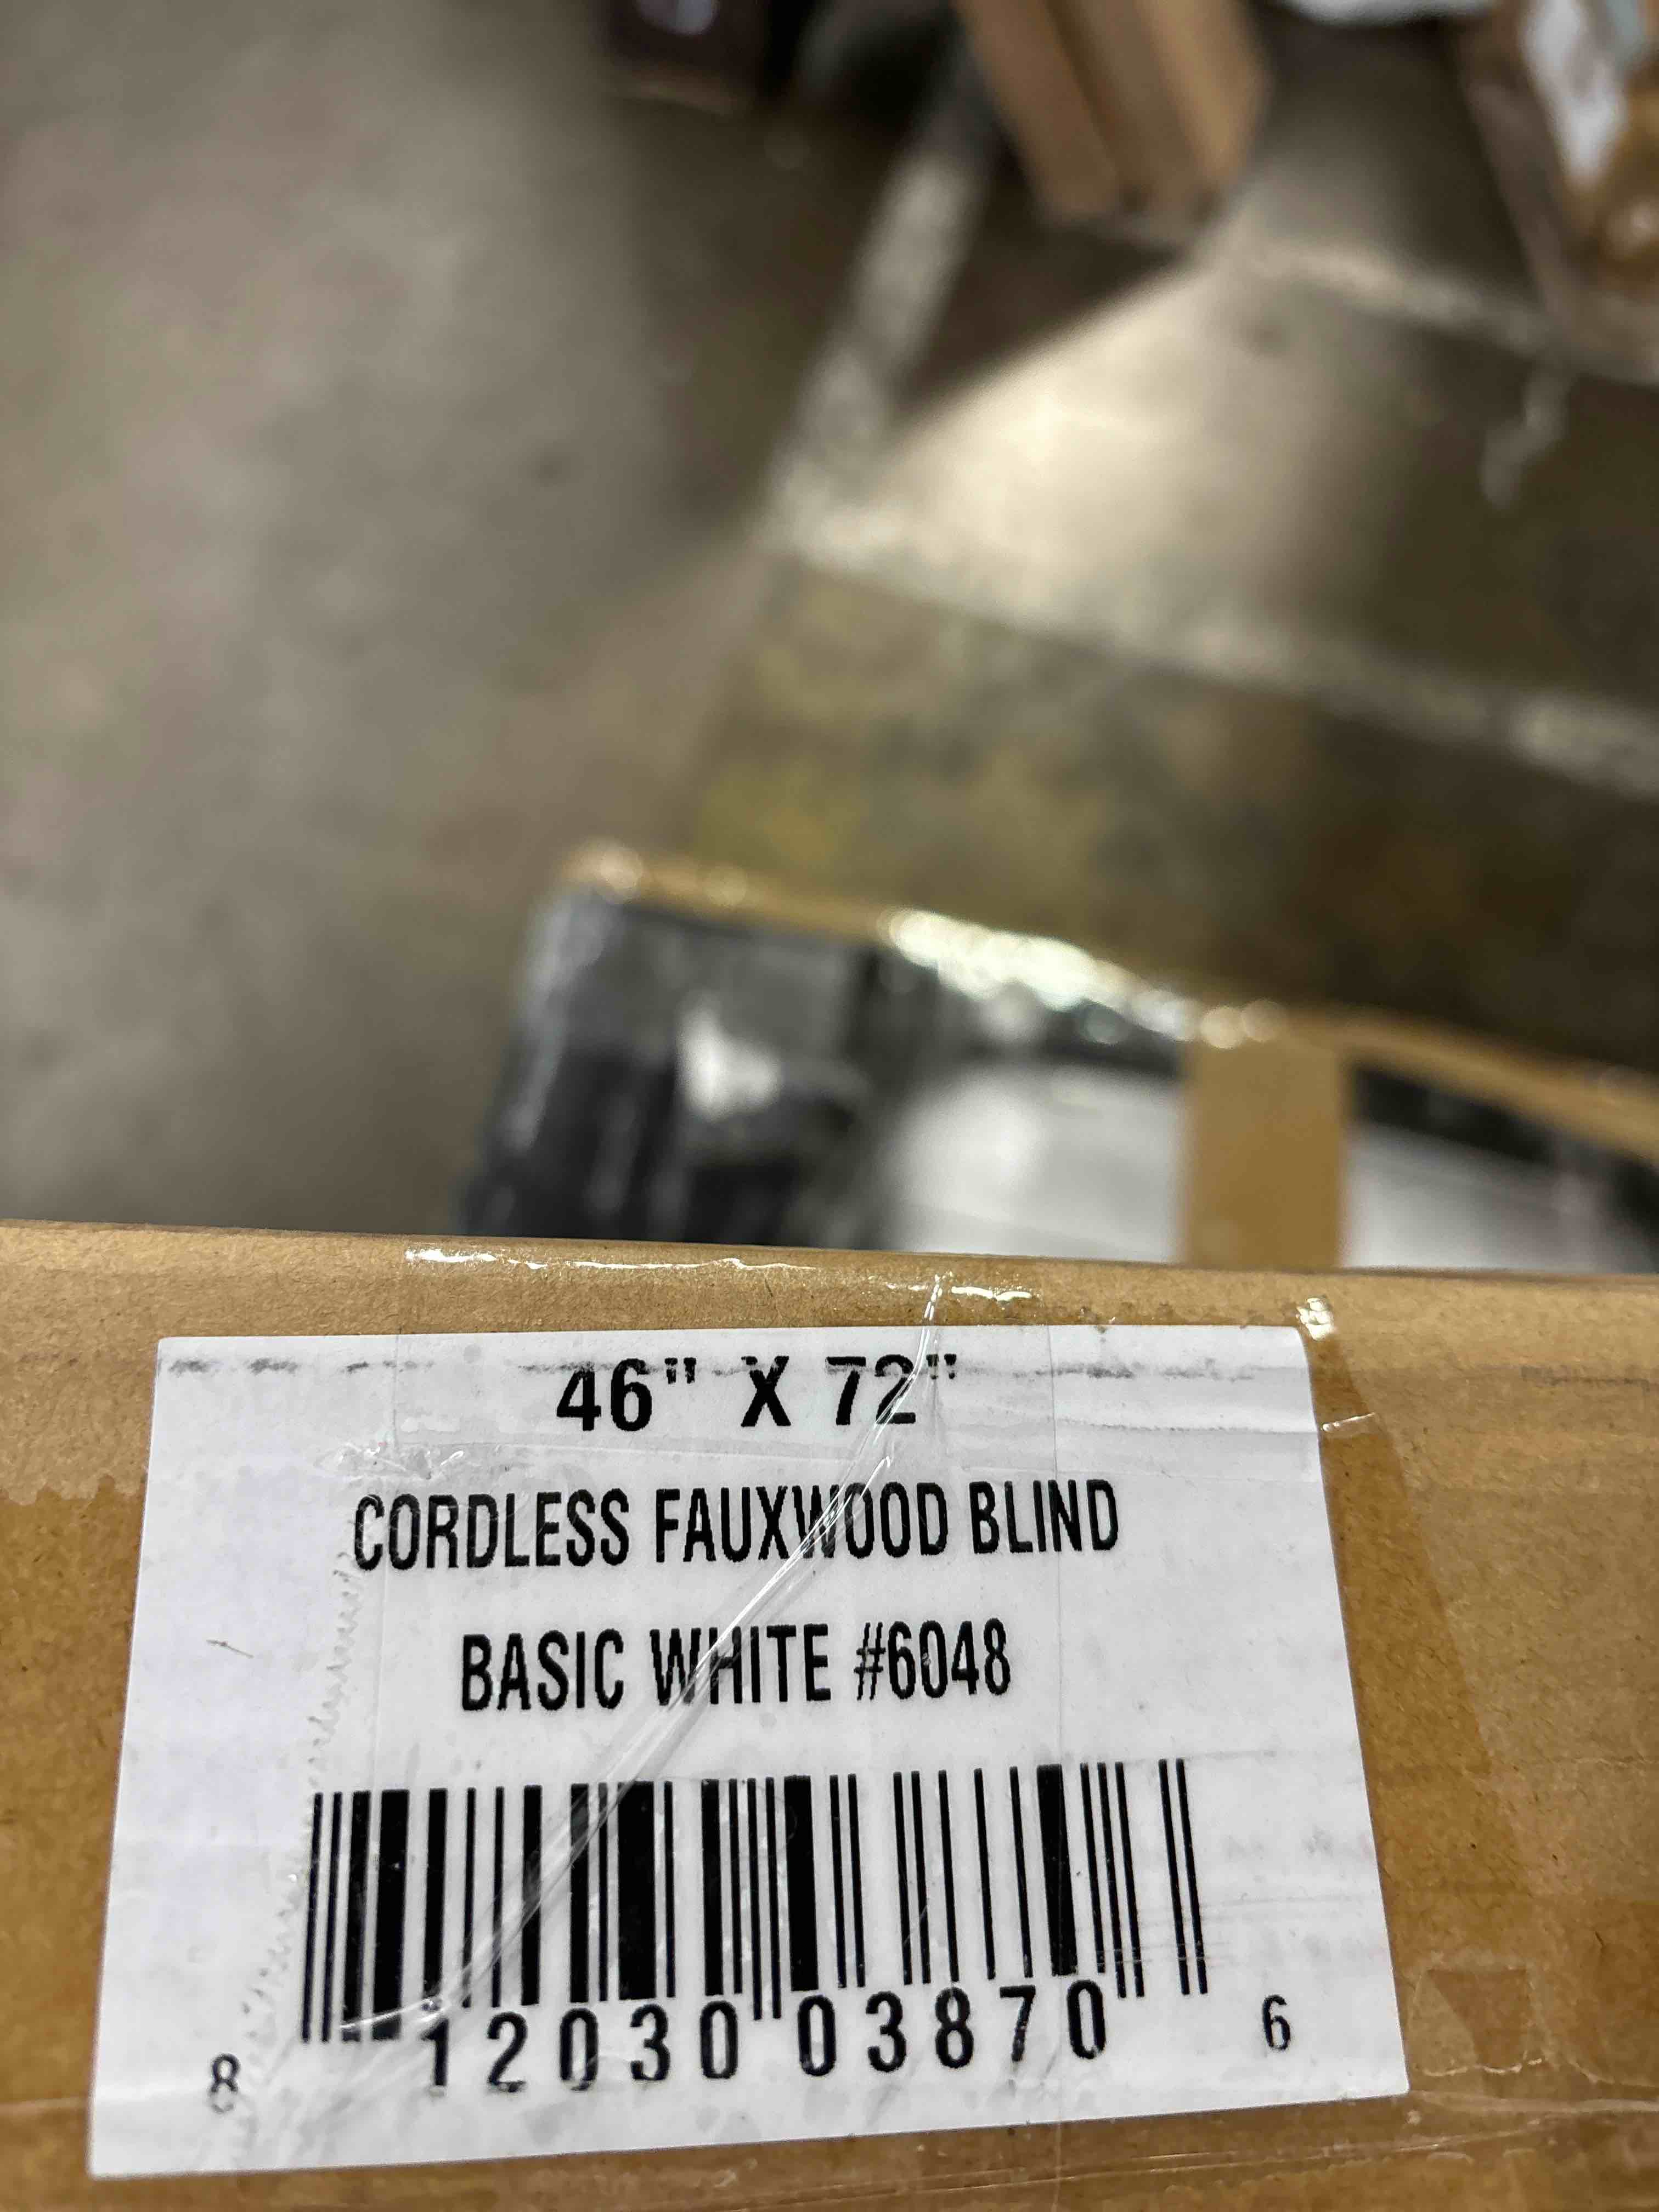 46" X 72"
CORDLESS FAUXWOOD BLIND
BASIC WHITE #6048
8 12030 03870 6